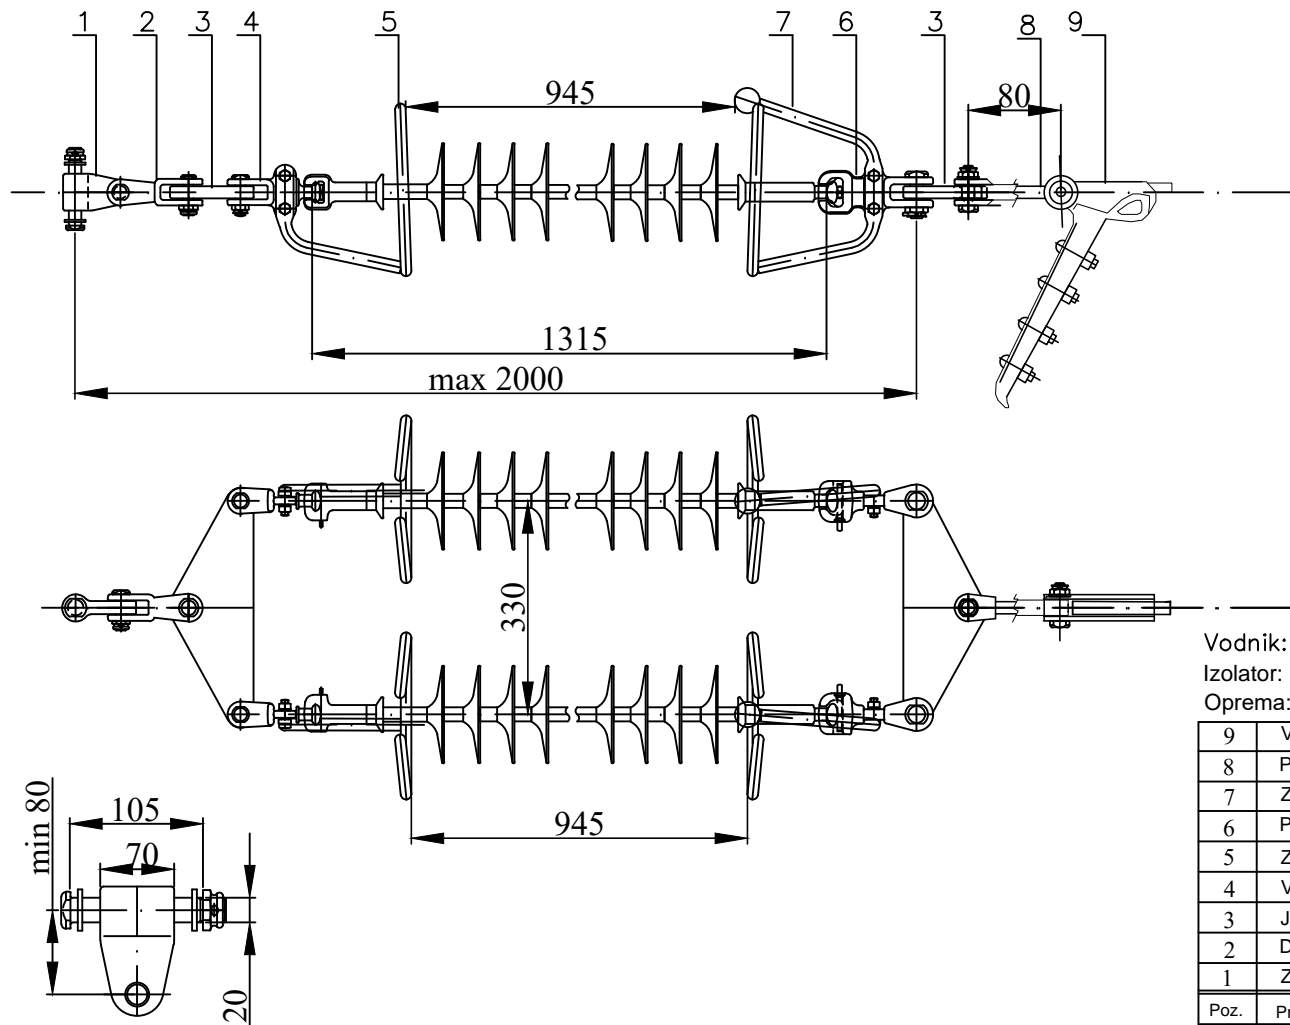 1 2 3 4 5 7 6 3 8 9
945
80
1315
max 2000
330
945
min 80
105
70
20
Vodnik:
Izolator:
Oprema:
9 V
8 P
7 Z
6 P
5 Z
4 V
3 J
2 D
1 Z
Poz. Pr